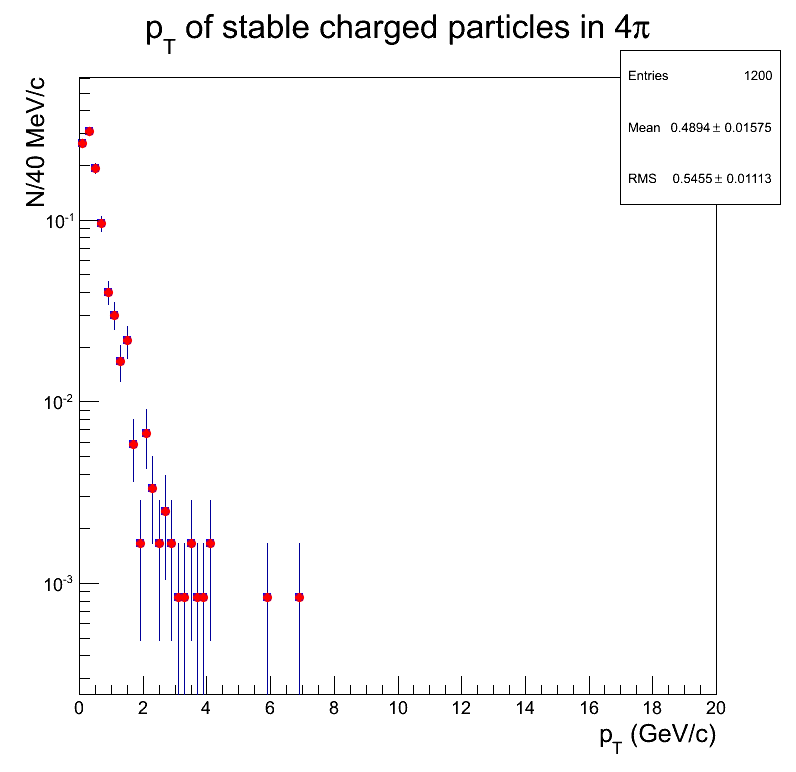 pT of stable charged particles in 4π
Entries 1200
Mean 0.4894 ± 0.01575
RMS 0.5455 ± 0.01113
N/40 MeV/c
10-1
10-2
10-3
0 2 4 6 8 10 12 14 16 18 20
pT (GeV/c)